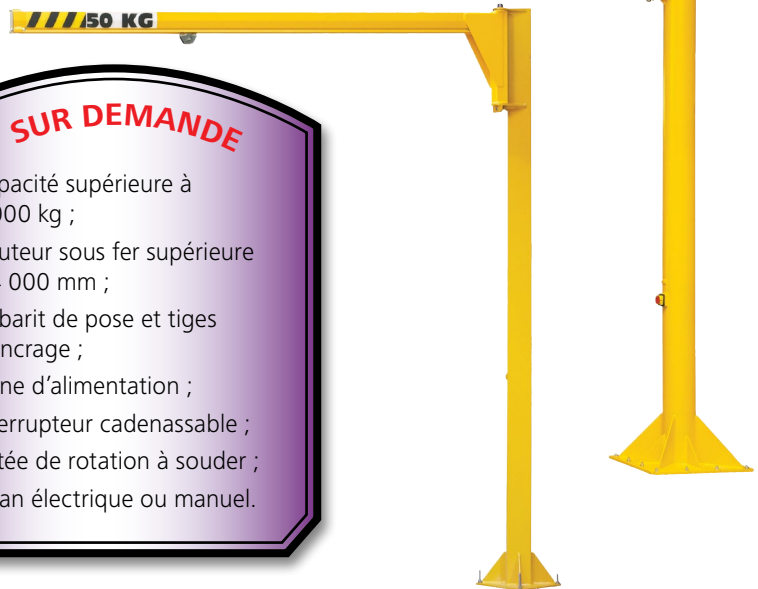 50 KG
SUR DEMANDE
pacité supérieure à
000 kg ;
uteur sous fer supérieure
000 mm ;
barit de pose et tiges
ncrage ;
ne d’alimentation ;
errupteur cadenassable ;
tée de rotation à souder ;
an électrique ou manuel.